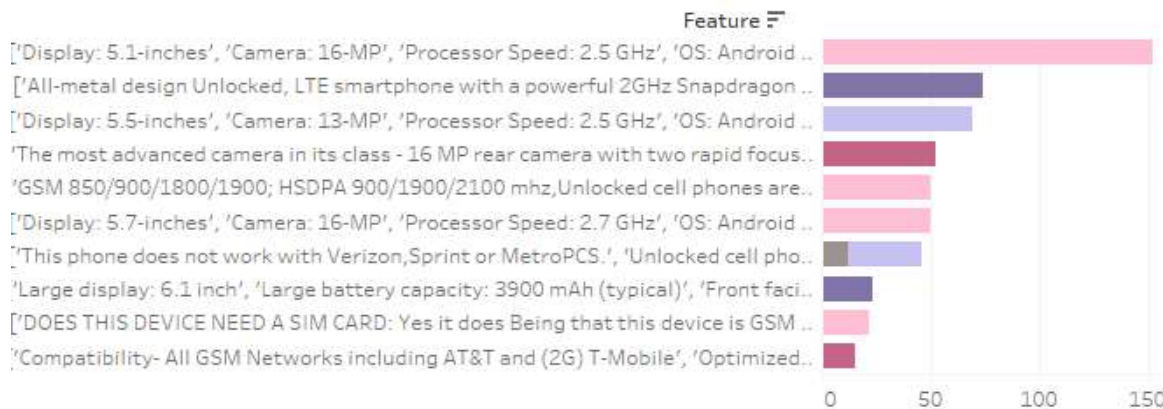 Feature
['Display: 5.1-inches', 'Camera: 16-MP', 'Processor Speed: 2.5 GHz', 'OS: Android ..
['All-metal design Unlocked, LTE smartphone with a powerful 2GHz Snapdragon ..
['Display: 5.5-inches', 'Camera: 13-MP', 'Processor Speed: 2.5 GHz', 'OS: Android ..
'The most advanced camera in its class - 16 MP rear camera with two rapid focus..
'GSM 850/900/1800/1900; HSDPA 900/1900/2100 mhz,Unlocked cell phones are..
['Display: 5.7-inches', 'Camera: 16-MP', 'Processor Speed: 2.7 GHz', 'OS: Android ..
['This phone does not work with Verizon,Sprint or MetroPCS.', 'Unlocked cell pho..
'Large display: 6.1 inch', 'Large battery capacity: 3900 mAh (typical)', 'Front faci..
['DOES THIS DEVICE NEED A SIM CARD: Yes it does Being that this device is GSM ..
['Compatibility- All GSM Networks including AT&T and (2G) T-Mobile', 'Optimized..
0 50 100 150